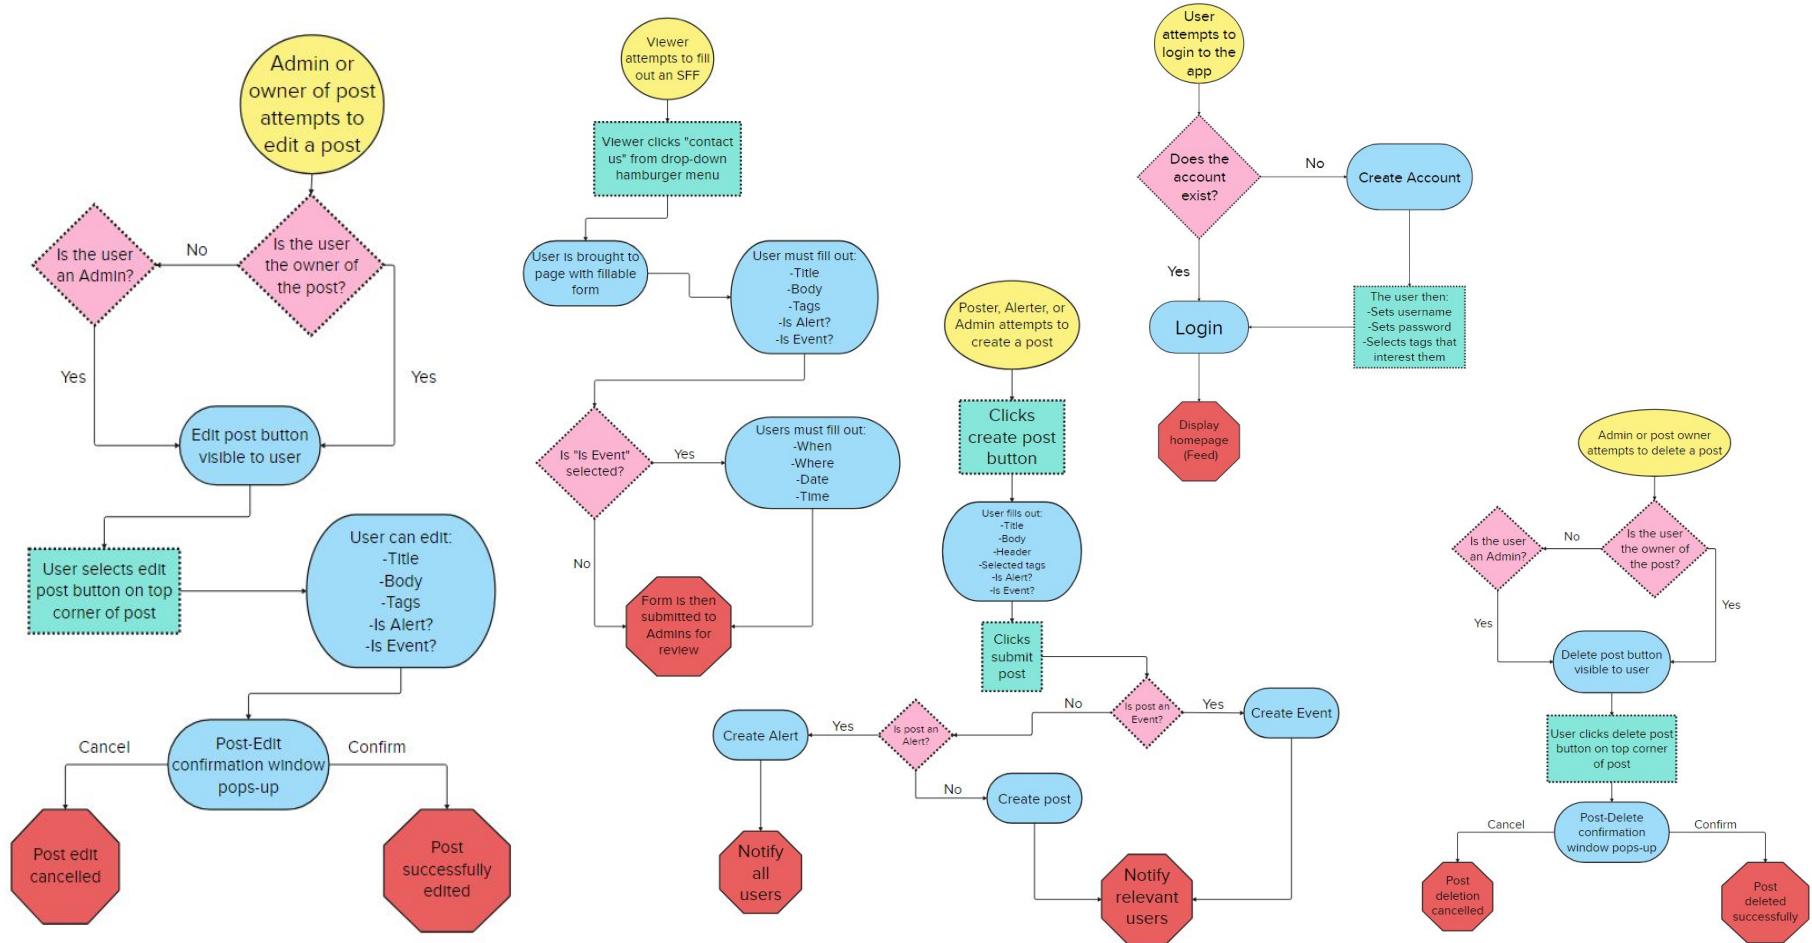 Admin or
owner of post
attempts to
edit a post
Is the user
the owner of
the post?
No
Is the user
an Admin?
Yes
Yes
Edit post button
visible to user
User selects edit
post button on top
corner of post
User can edit:
-Title
-Body
-Tags
-Is Alert?
-Is Event?
Post-Edit
confirmation window
pops-up
Cancel
Confirm
Post edit
cancelled
Post
successfully
edited
Viewer
attempts to fill
out an SFF
Viewer clicks "contact
us" from drop-down
hamburger menu
User is brought to
page with fillable
form
User must fill out:
-Title
-Body
-Tags
-Is Alert?
-Is Event?
Is "Is Event"
selected?
Yes
Users must fill out:
-When
-Where
-Date
-Time
No
Form is then
submitted to
Admins for
review
Poster, Alerter, or
Admin attempts to
create a post
Clicks
create post
button
User fills out:
-Title
-Body
-Header
-Selected tags
-Is Alert?
-Is Event?
Clicks
submit
post
Is post an
Event?
Yes
Create Event
No
Is post an
Alert?
Yes
Create Alert
No
Create post
Notify
all
users
Notify
relevant
users
User
attempts to
login to the
app
Does the
account
exist?
No
Create Account
Yes
The user then:
-Sets username
-Sets password
-Selects tags that
interest them
Login
Display
homepage
(Feed)
Admin or post owner
attempts to delete a post
Is the user
the owner of
the post?
No
Is the user
an Admin?
Yes
Yes
Delete post button
visible to user
User clicks delete post
button on top corner
of post
Post-Delete
confirmation
window pops-up
Cancel
Confirm
Post
deletion
cancelled
Post
deleted
successfully